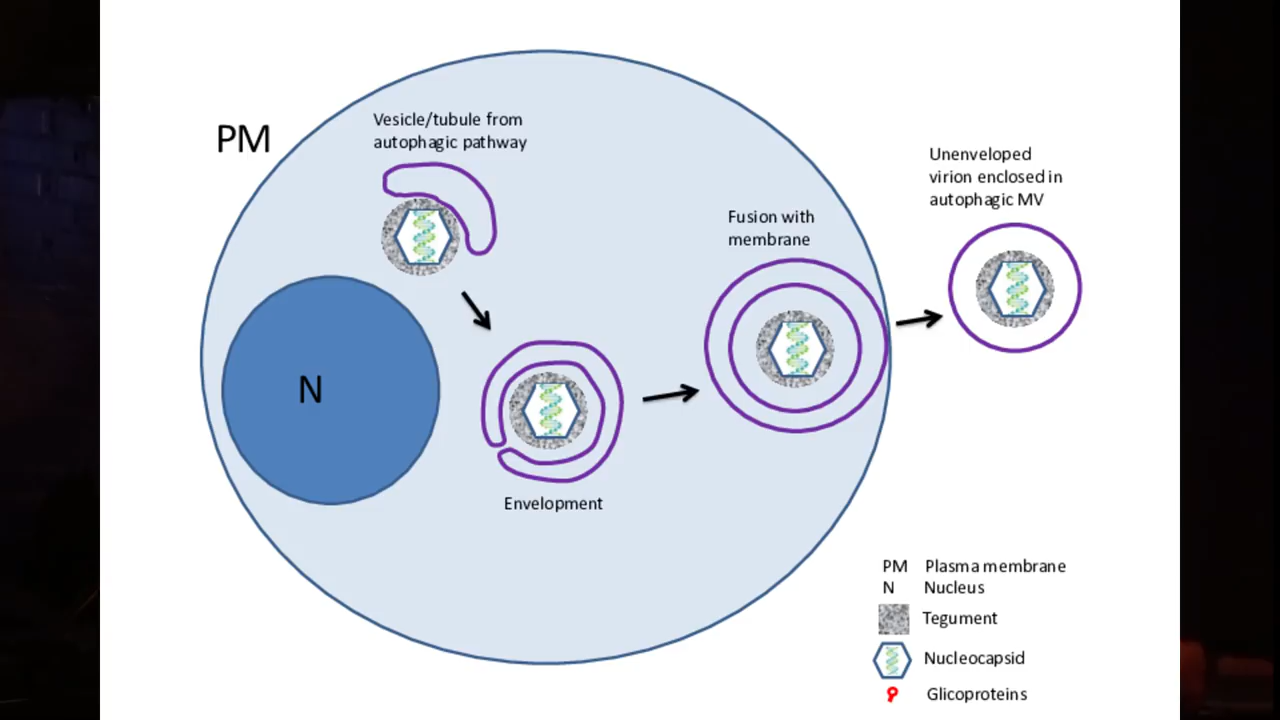 PM
Vesicle/tubule from
autophagic pathway
Unenveloped
virion enclosed in
autophagic MV
Fusion with
membrane
N
Envelopment
PM Plasma membrane
N Nucleus
Tegument
Nucleocapsid
Glicoproteins